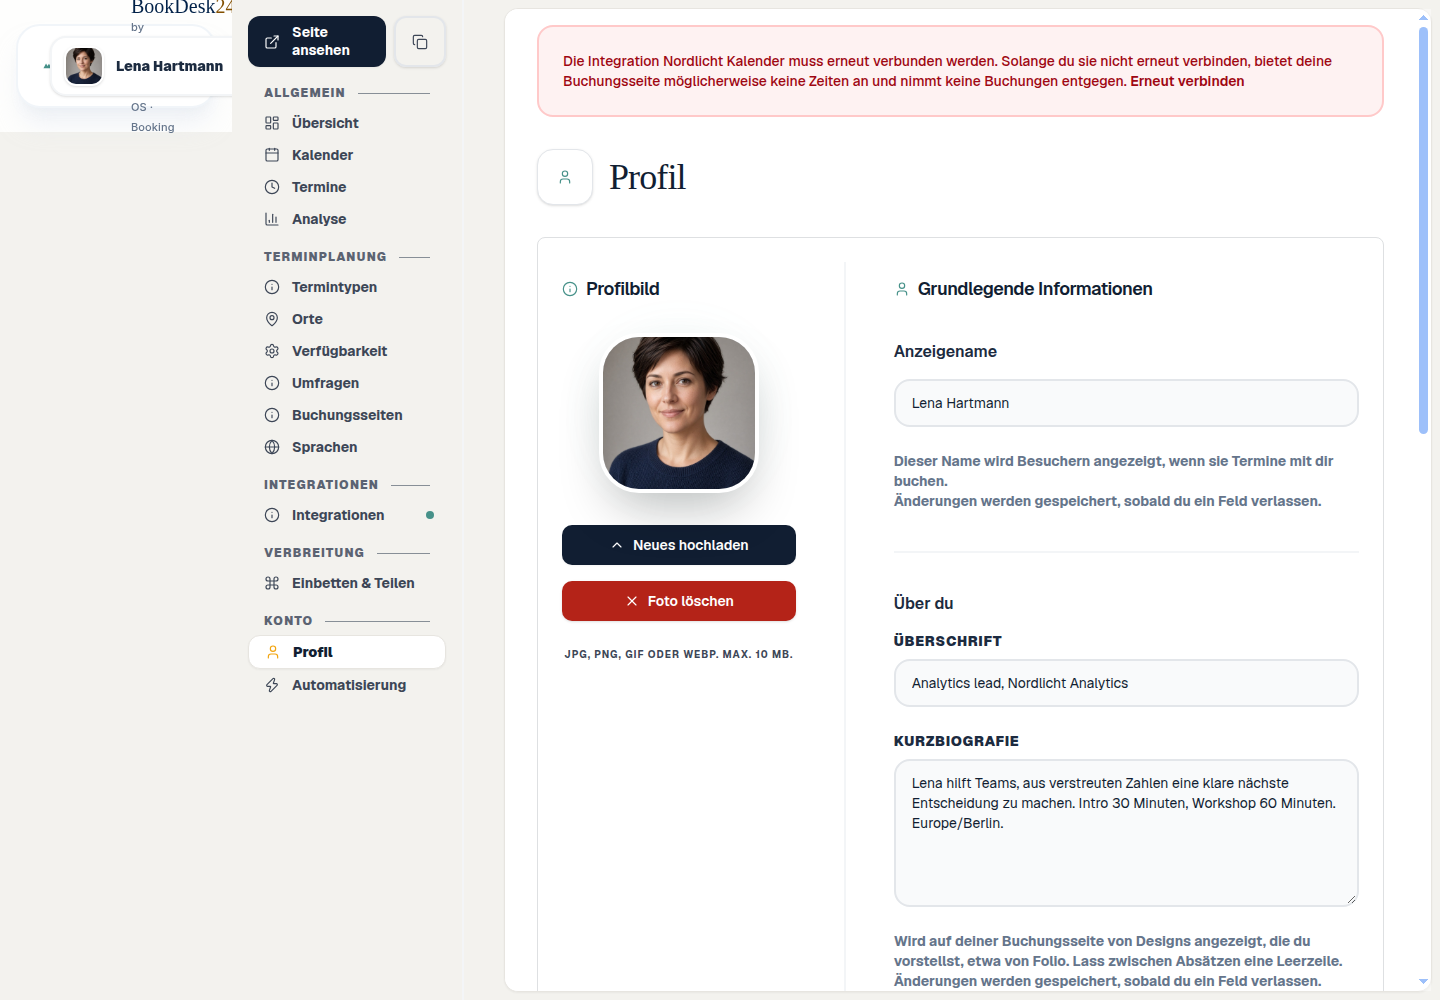 BookDesk24
by
Lena Hartmann
OS ·
Booking
Seite
ansehen
ALLGEMEIN
Übersicht
Kalender
Termine
Analyse
TERMINPLANUNG
Termintypen
Orte
Verfügbarkeit
Umfragen
Buchungsseiten
Sprachen
INTEGRATIONEN
Integrationen
VERBREITUNG
Einbetten & Teilen
KONTO
Profil
Automatisierung
Die Integration Nordlicht Kalender muss erneut verbunden werden. Solange du sie nicht erneut verbinden, bietet deine
Buchungsseite möglicherweise keine Zeiten an und nimmt keine Buchungen entgegen. Erneut verbinden
Profil
Profilbild
Neues hochladen
Foto löschen
JPG, PNG, GIF ODER WEBP. MAX. 10 MB.
Grundlegende Informationen
Anzeigename
Lena Hartmann
Dieser Name wird Besuchern angezeigt, wenn sie Termine mit dir
buchen.
Änderungen werden gespeichert, sobald du ein Feld verlassen.
Über du
ÜBERSCHRIFT
Analytics lead, Nordlicht Analytics
KURZBIOGRAFIE
Lena hilft Teams, aus verstreuten Zahlen eine klare nächste
Entscheidung zu machen. Intro 30 Minuten, Workshop 60 Minuten.
Europe/Berlin.
Wird auf deiner Buchungsseite von Designs angezeigt, die du
vorstellst, etwa von Folio. Lass zwischen Absätzen eine Leerzeile.
Änderungen werden gespeichert, sobald du ein Feld verlassen.